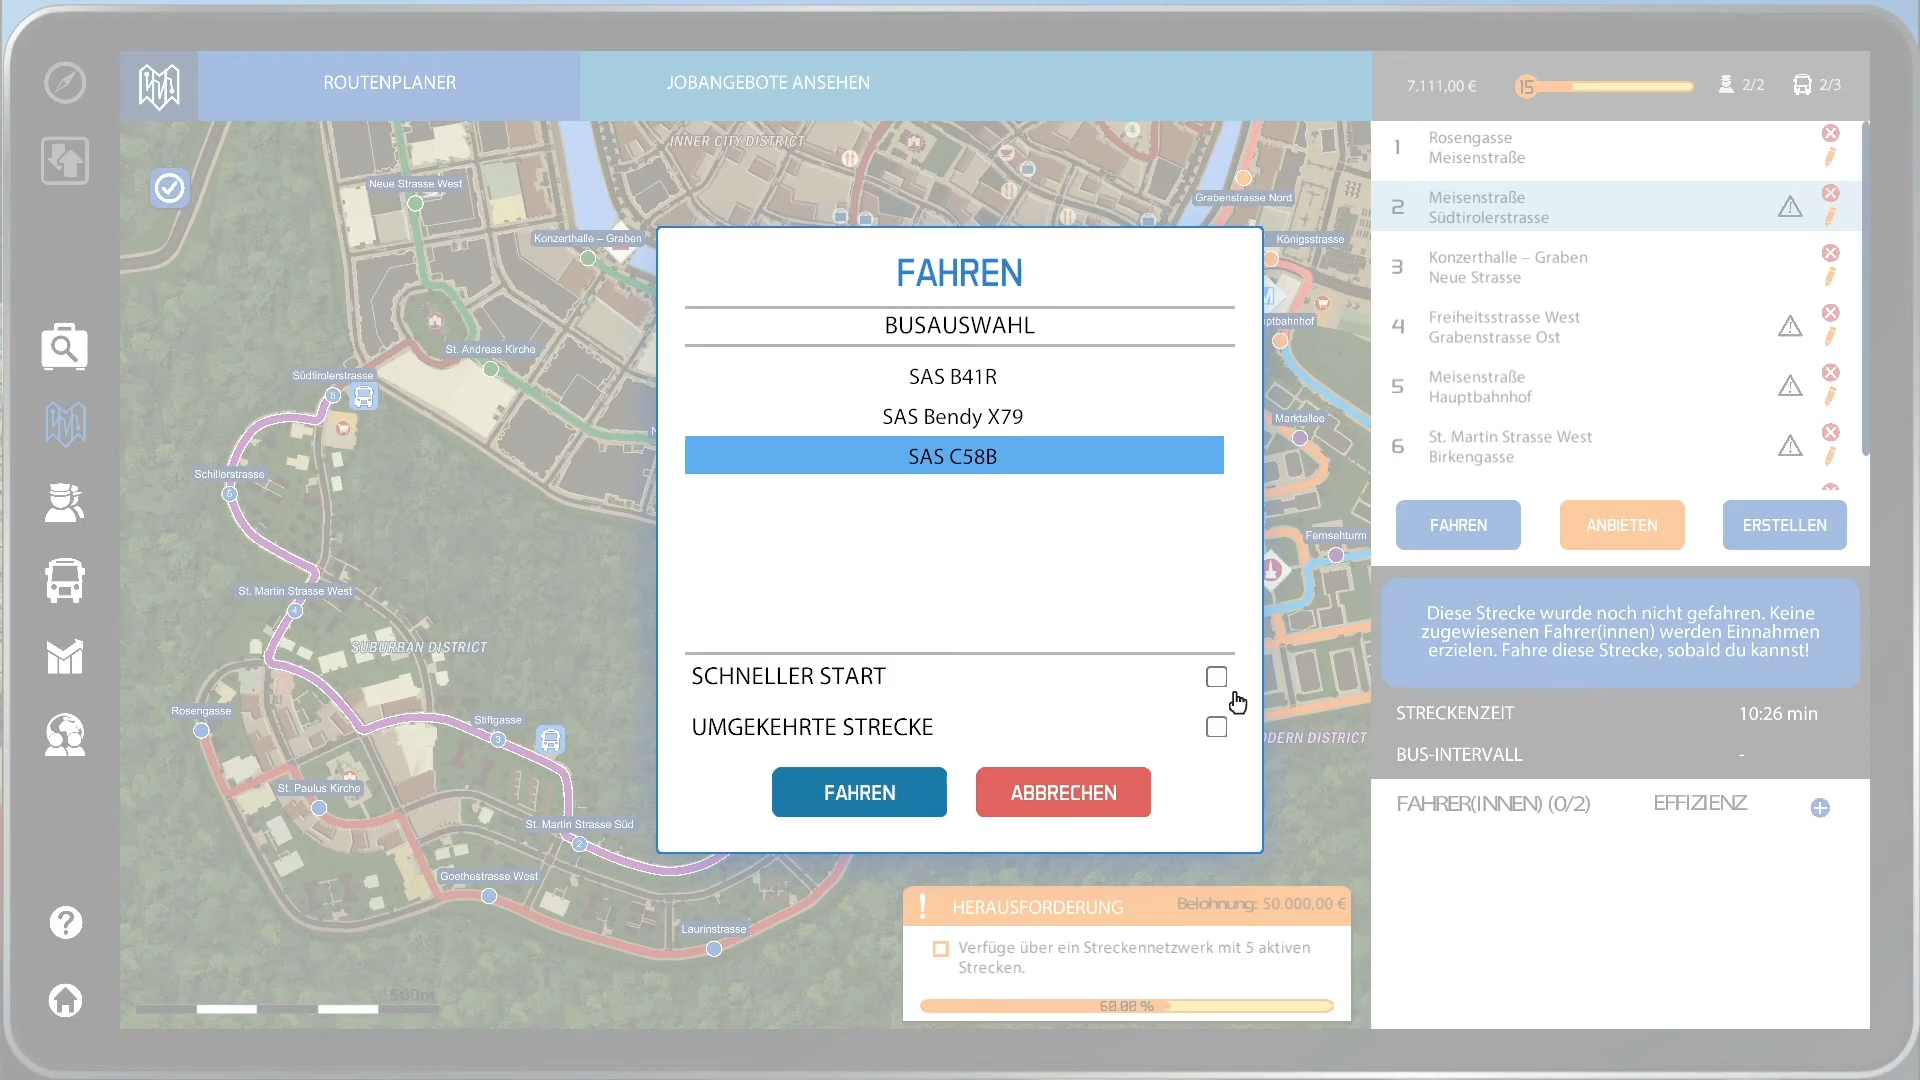 ROUTENPLANER
JOBANGEBOTE ANSEHEN
7.111,00 €
15
2/2
2/3
INNER CITY DISTRICT
Neue Strasse West
Grabenstrasse Nord
Konzerthalle – Graben
Königsstrasse
St. Andreas Kirche
Südtirolerstrasse
6
Marktallee
Schillerstrasse
5
Fernsehturm
St. Martin Strasse West
4
SUBURBAN DISTRICT
Rosengasse
Stiftgasse
3
St. Paulus Kirche
St. Martin Strasse Süd
2
Goethestrasse West
Laurinstrasse
500m
FAHREN
BUSAUSWAHL
SAS B41R
SAS Bendy X79
SAS C58B
SCHNELLER START
UMGEKEHRTE STRECKE
FAHREN
ABBRECHEN
HERAUSFORDERUNG
Belohnung: 50.000,00 €
Verfüge über ein Streckennetzwerk mit 5 aktiven
Strecken.
60.00 %
1
Rosengasse
Meisenstraße
2
Meisenstraße
Südtirolerstrasse
3
Konzerthalle – Graben
Neue Strasse
4
Freiheitsstrasse West
Grabenstrasse Ost
5
Meisenstraße
Hauptbahnhof
6
St. Martin Strasse West
Birkengasse
FAHREN
ANBIETEN
ERSTELLEN
Diese Strecke wurde noch nicht gefahren. Keine
zugewiesenen Fahrer(innen) werden Einnahmen
erzielen. Fahre diese Strecke, sobald du kannst!
STRECKENZEIT
10:26 min
BUS-INTERVALL
-
FAHRER(INNEN) (0/2)
EFFIZIENZ